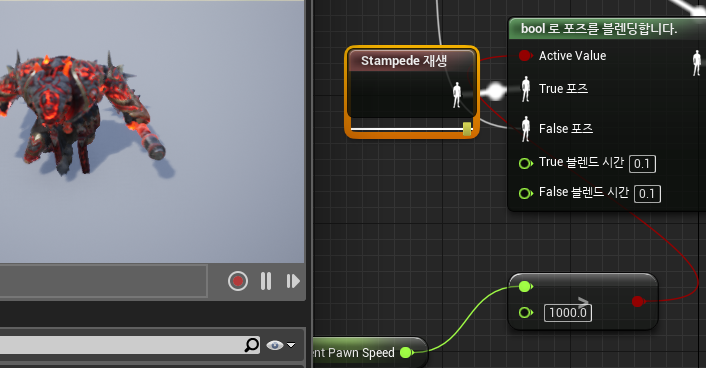 bool 로 포즈를 블렌딩합니다.
Stampede 재생
Active Value
True 포즈
False 포즈
True 블렌드 시간 0.1
False 블렌드 시간 0.1
>
1000.0
Pawn Speed